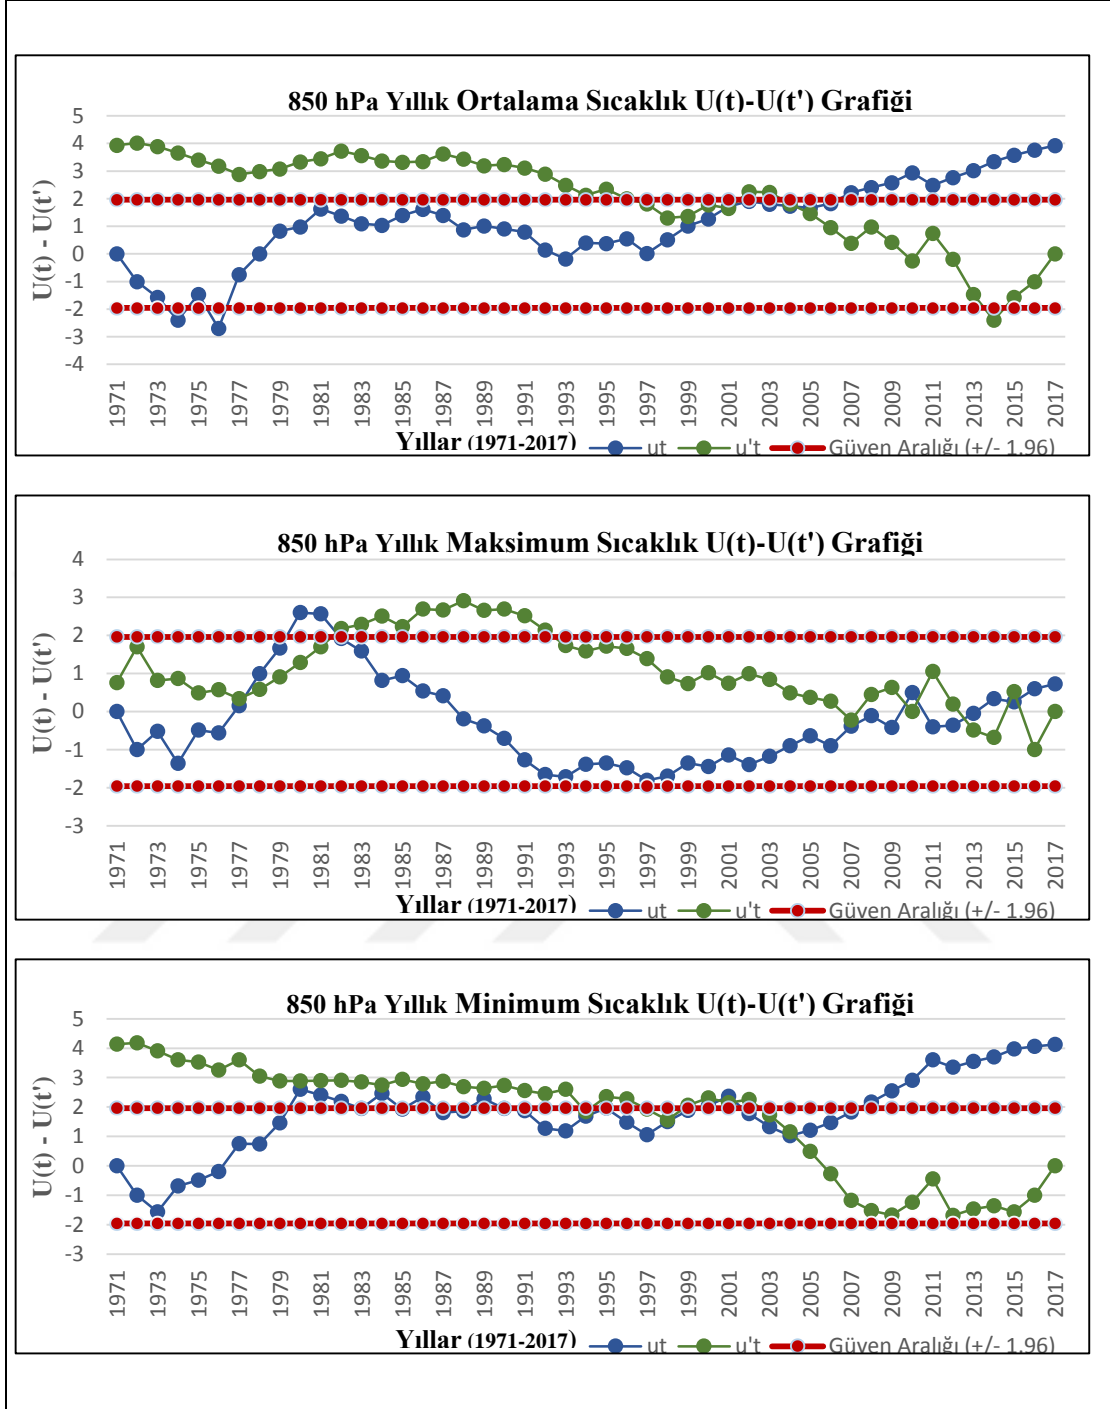 850 hPa Yıllık Ortalama Sıcaklık U(t)-U(t') Grafiği
U(t) - U(t')
5
4
3
2
1
0
-1
-2
-3
-4
1971 1973 1975 1977 1979 1981 1983 1985 1987 1989 1991 1993 1995 1997 1999 2001 2003 2005 2007 2009 2011 2013 2015 2017
Yıllar (1971-2017) ut u't Güven Aralığı (+/- 1.96)
850 hPa Yıllık Maksimum Sıcaklık U(t)-U(t') Grafiği
U(t) - U(t')
4
3
2
1
0
-1
-2
-3
1971 1973 1975 1977 1979 1981 1983 1985 1987 1989 1991 1993 1995 1997 1999 2001 2003 2005 2007 2009 2011 2013 2015 2017
Yıllar (1971-2017) ut u't Güven Aralığı (+/- 1.96)
850 hPa Yıllık Minimum Sıcaklık U(t)-U(t') Grafiği
U(t) - U(t')
5
4
3
2
1
0
-1
-2
-3
1971 1973 1975 1977 1979 1981 1983 1985 1987 1989 1991 1993 1995 1997 1999 2001 2003 2005 2007 2009 2011 2013 2015 2017
Yıllar (1971-2017) ut u't Güven Aralığı (+/- 1.96)